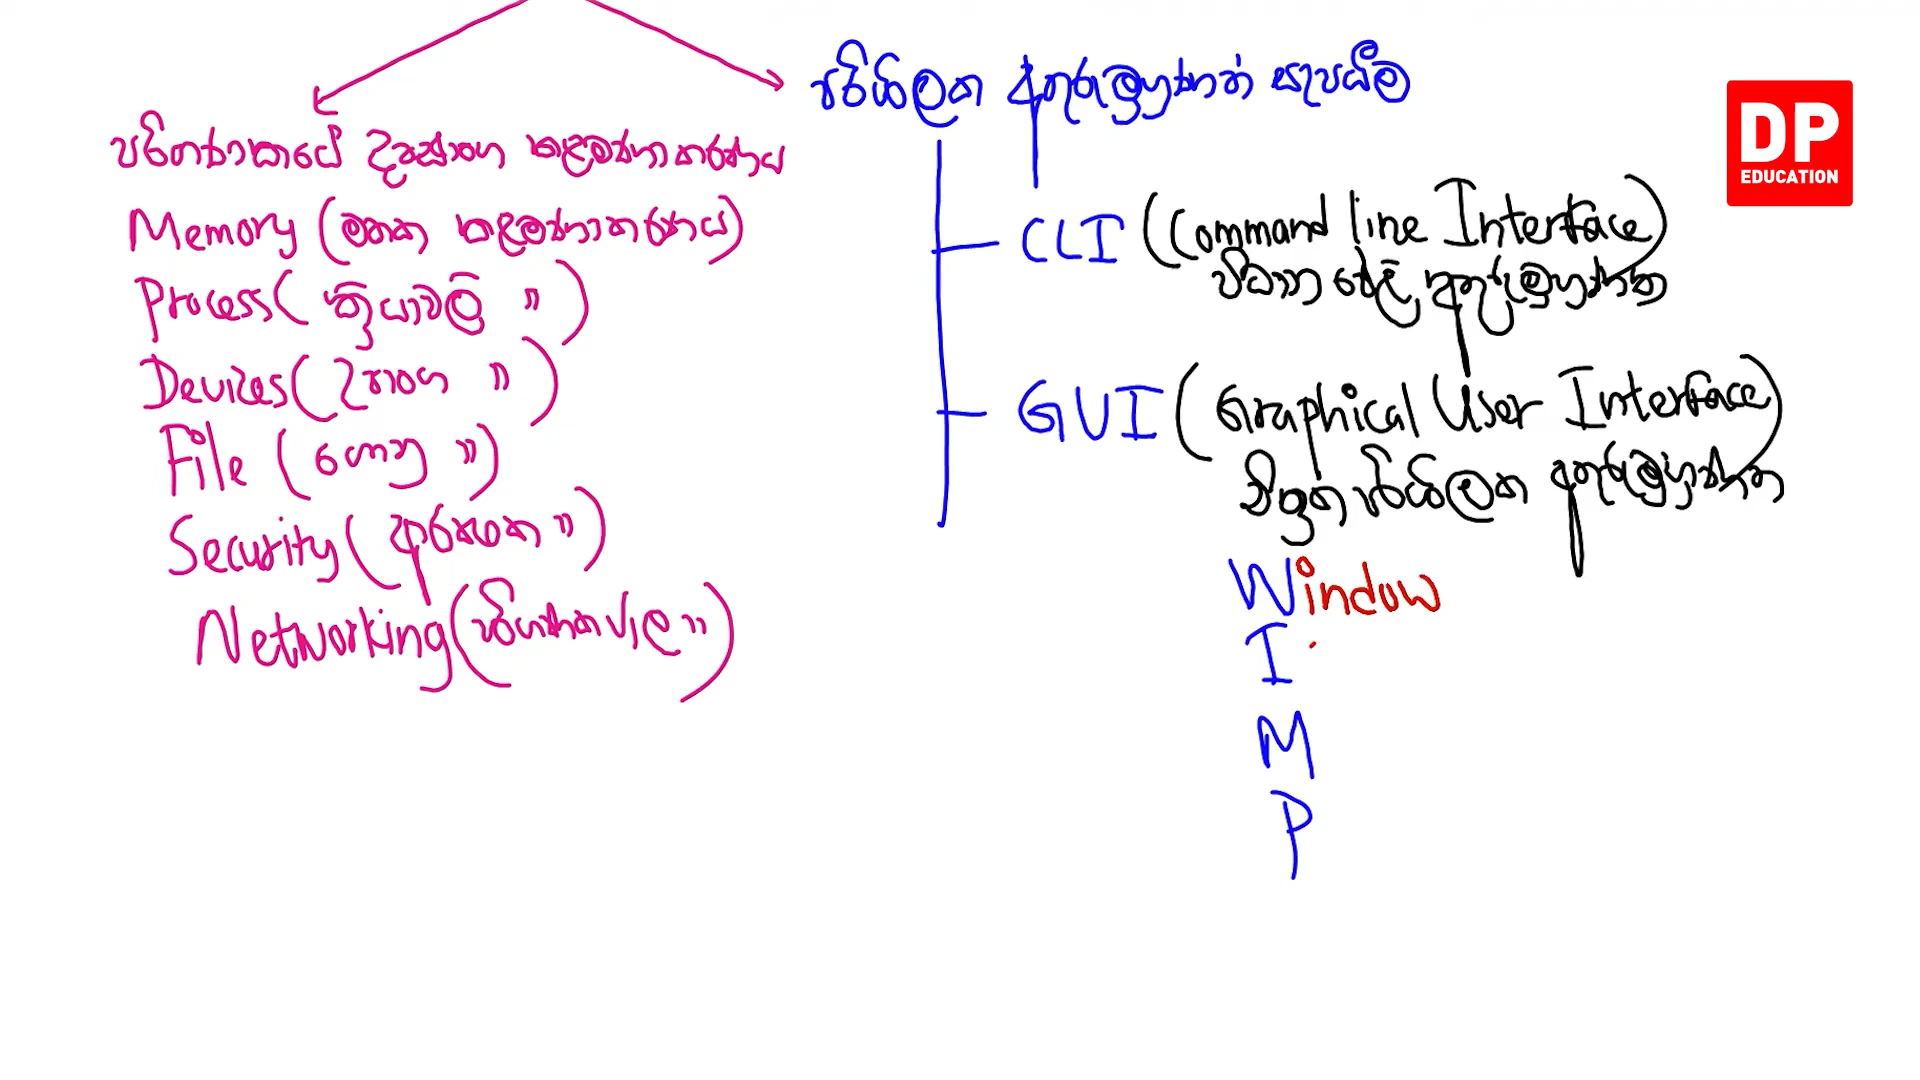 පරිගණකයේ දෘඪාංග කළමනාකරණය
Memory (මතක කළමනාකරණය)
Process ( ක්‍රියාවලි " )
Devices ( උපාංග " )
File ( ගොනු " )
Security ( ආරක්ෂක " )
Networking ( පරිගණක ජාල " )
පරිශීලක අතුරුමුහුණත් සැපයීම
CLI (Command line Interface)
විධාන පේළි අතුරුමුහුණත
GUI (Graphical User Interface)
චිත්‍රක පරිශීලක අතුරුමුහුණත
Window
I
M
P
DP
EDUCATION